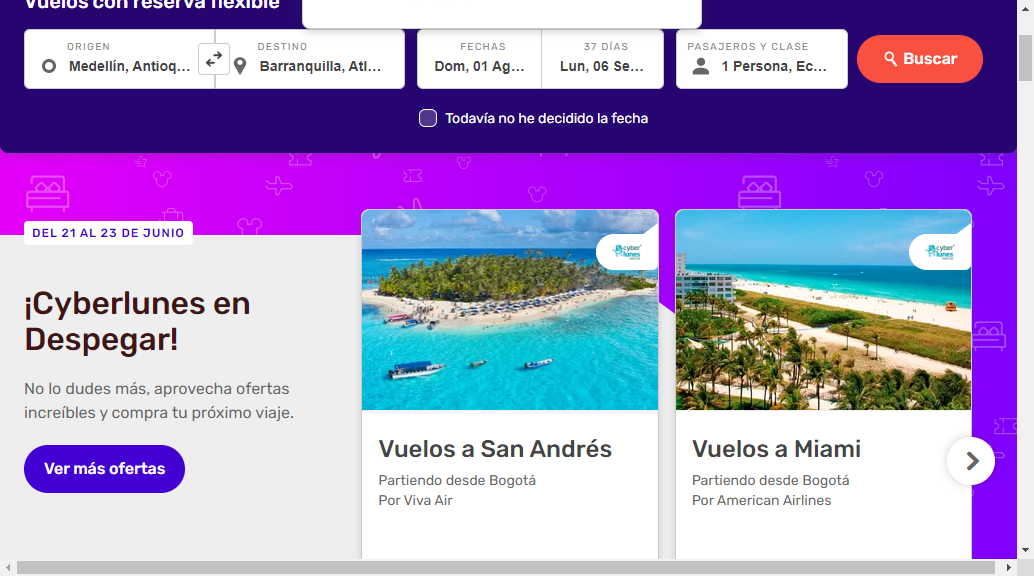 Vuelos con reserva flexible
ORIGEN
Medellín, Antioq...
DESTINO
Barranquilla, Atl...
FECHAS
Dom, 01 Ag...
37 DÍAS
Lun, 06 Se...
PASAJEROS Y CLASE
1 Persona, Ec...
Buscar
Todavía no he decidido la fecha
DEL 21 AL 23 DE JUNIO
¡Cyberlunes en
Despegar!
No lo dudes más, aprovecha ofertas
increíbles y compra tu próximo viaje.
Ver más ofertas
cyber
lunes
Vuelos a San Andrés
Partiendo desde Bogotá
Por Viva Air
cyber
lunes
Vuelos a Miami
Partiendo desde Bogotá
Por American Airlines